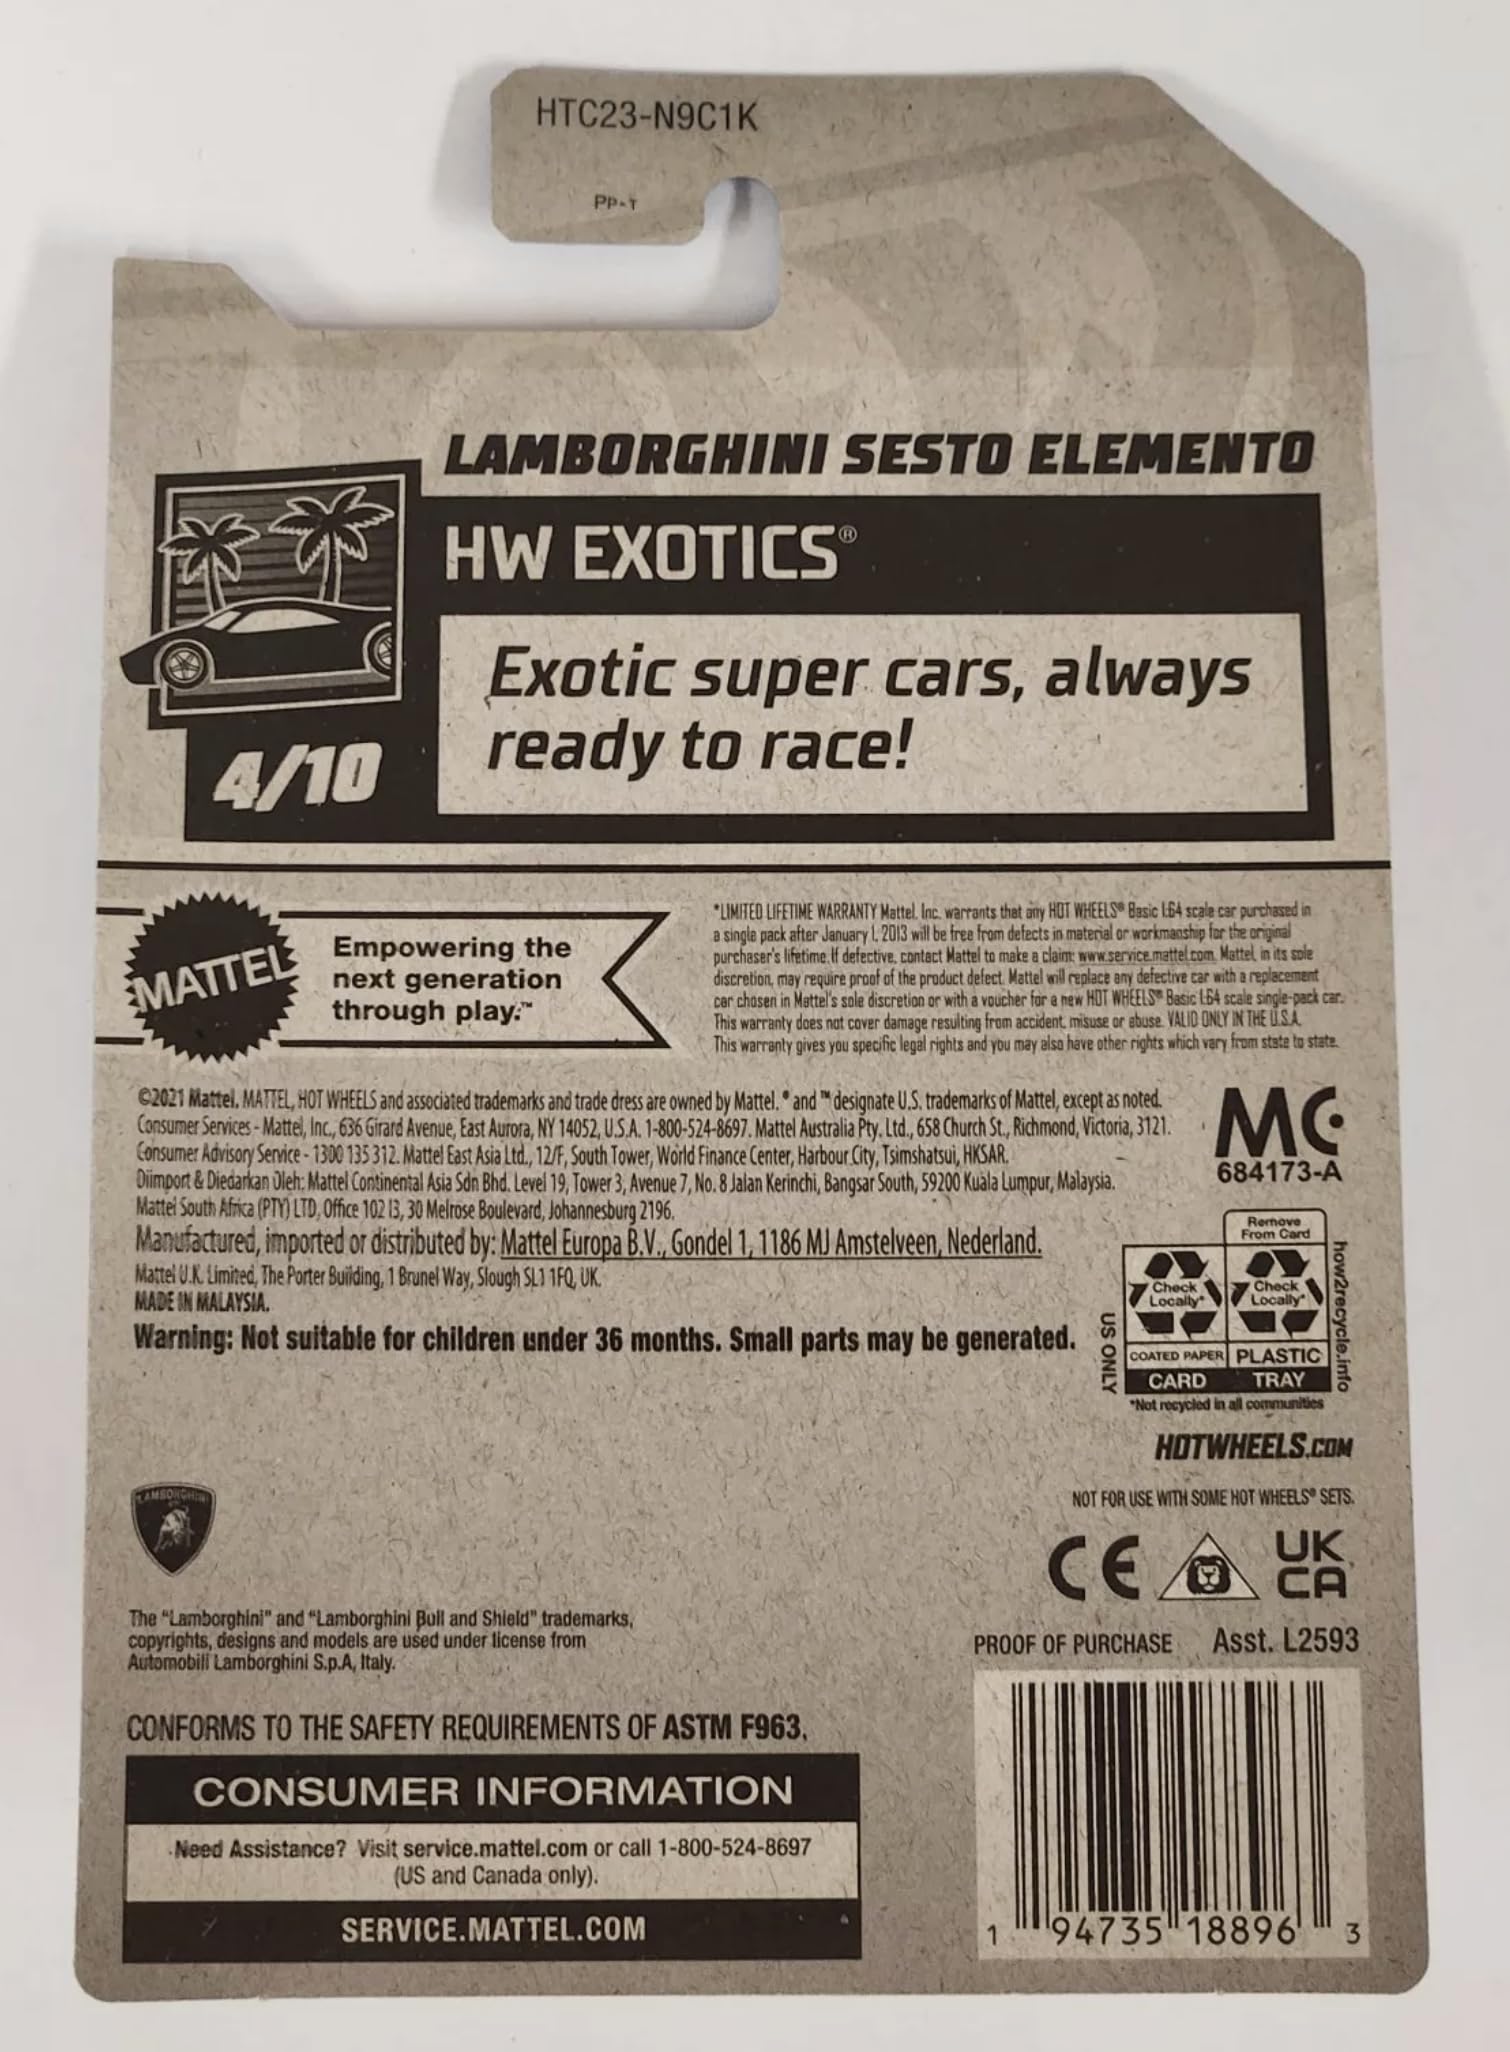 HTC23-N9C1K
PP-T
LAMBORGHINI SESTO ELEMENTO
HW EXOTICS®
Exotic super cars, always
ready to race!
4/10
MATTEL
Empowering the
next generation
through play.™
*LIMITED LIFETIME WARRANTY Mattel, Inc. warrants that any HOT WHEELS® Basic 1:64 scale car purchased in
a single pack after January 1, 2013 will be free from defects in material or workmanship for the original
purchaser's lifetime. If defective, contact Mattel to make a claim: www.service.mattel.com. Mattel, in its sole
discretion, may require proof of the product defect. Mattel will replace any defective car with a replacement
car chosen in Mattel's sole discretion or with a voucher for a new HOT WHEELS® Basic 1:64 scale single-pack car.
This warranty does not cover damage resulting from accident, misuse or abuse. VALID ONLY IN THE U.S.A.
This warranty gives you specific legal rights and you may also have other rights which vary from state to state.
©2021 Mattel. MATTEL, HOT WHEELS and associated trademarks and trade dress are owned by Mattel. ® and ™ designate U.S. trademarks of Mattel, except as noted.
Consumer Services - Mattel, Inc., 636 Girard Avenue, East Aurora, NY 14052, U.S.A. 1-800-524-8697. Mattel Australia Pty. Ltd., 658 Church St., Richmond, Victoria, 3121.
Consumer Advisory Service - 1300 135 312. Mattel East Asia Ltd., 12/F, South Tower, World Finance Center, Harbour City, Tsimshatsui, HKSAR.
Diimport & Diedarkan Oleh: Mattel Continental Asia Sdn Bhd. Level 19, Tower 3, Avenue 7, No. 8 Jalan Kerinchi, Bangsar South, 59200 Kuala Lumpur, Malaysia.
Mattel South Africa (PTY) LTD, Office 102 I3, 30 Melrose Boulevard, Johannesburg 2196.
Manufactured, imported or distributed by: Mattel Europa B.V., Gondel 1, 1186 MJ Amstelveen, Nederland.
Mattel U.K. Limited, The Porter Building, 1 Brunel Way, Slough SL1 1FQ, UK.
MADE IN MALAYSIA.
Warning: Not suitable for children under 36 months. Small parts may be generated.
MC
684173-A
Remove
From Card
Check
Locally*
Check
Locally*
COATED PAPER
PLASTIC
CARD
TRAY
US ONLY
how2recycle.info
*Not recycled in all communities
HOTWHEELS.COM
NOT FOR USE WITH SOME HOT WHEELS® SETS.
CE
UK
CA
LAMBORGHINI
The "Lamborghini" and "Lamborghini Bull and Shield" trademarks,
copyrights, designs and models are used under license from
Automobili Lamborghini S.p.A, Italy.
PROOF OF PURCHASE Asst. L2593
CONFORMS TO THE SAFETY REQUIREMENTS OF ASTM F963.
CONSUMER INFORMATION
Need Assistance? Visit service.mattel.com or call 1-800-524-8697
(US and Canada only).
SERVICE.MATTEL.COM
1 94735 18896 3